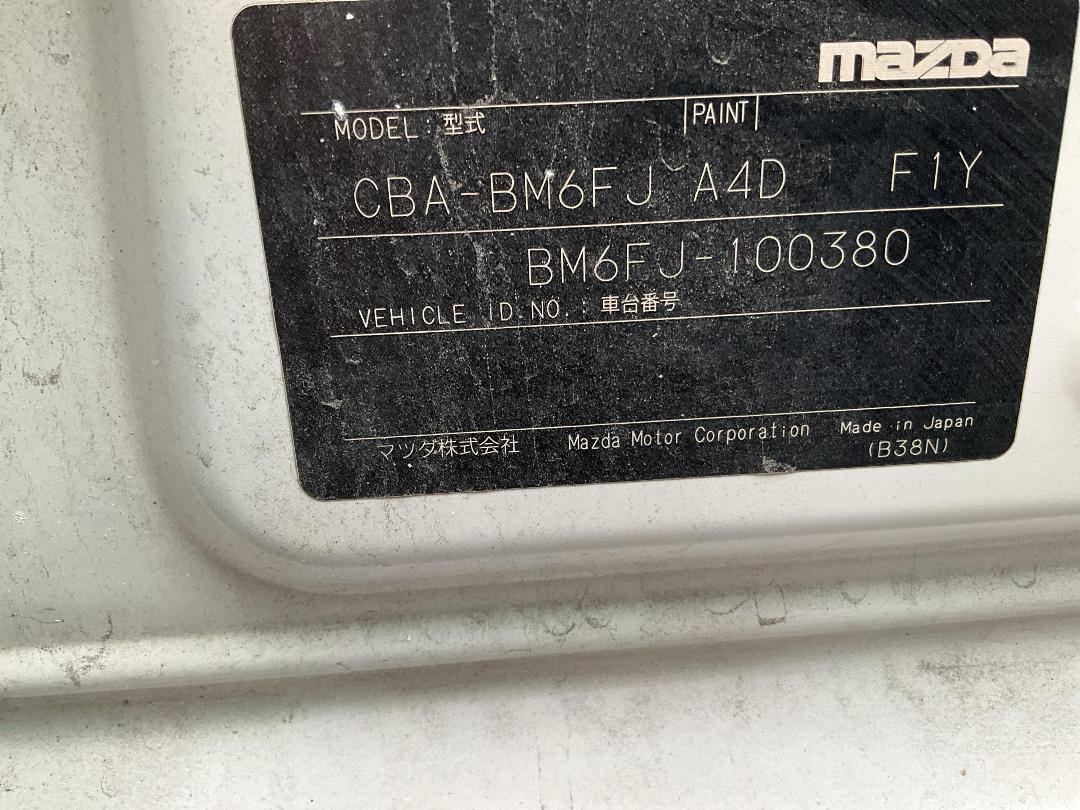 mazda
MODEL : 型式 PAINT
CBA-BM6FJ A4D F1Y
BM6FJ-100380
VEHICLE ID.NO. : 車台番号
マツダ株式会社 Mazda Motor Corporation Made in Japan
(B38N)